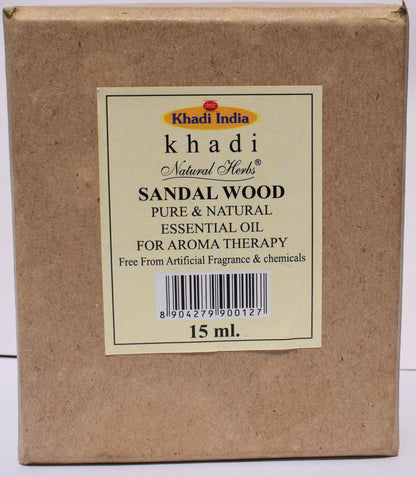 Khadi India
khadi
Natural Herbs®
SANDAL WOOD
PURE & NATURAL
ESSENTIAL OIL
FOR AROMA THERAPY
Free From Artificial Fragrance & chemicals
8 904279 900127
15 ml.